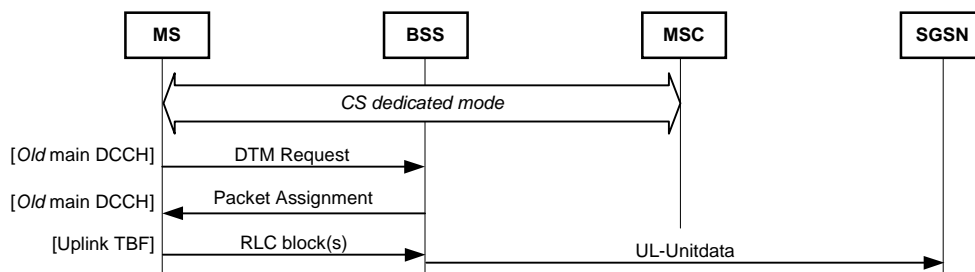 MS BSS MSC SGSN
CS dedicated mode
[Old main DCCH] DTM Request
[Old main DCCH] Packet Assignment
[Uplink TBF] RLC block(s) UL-Unitdata